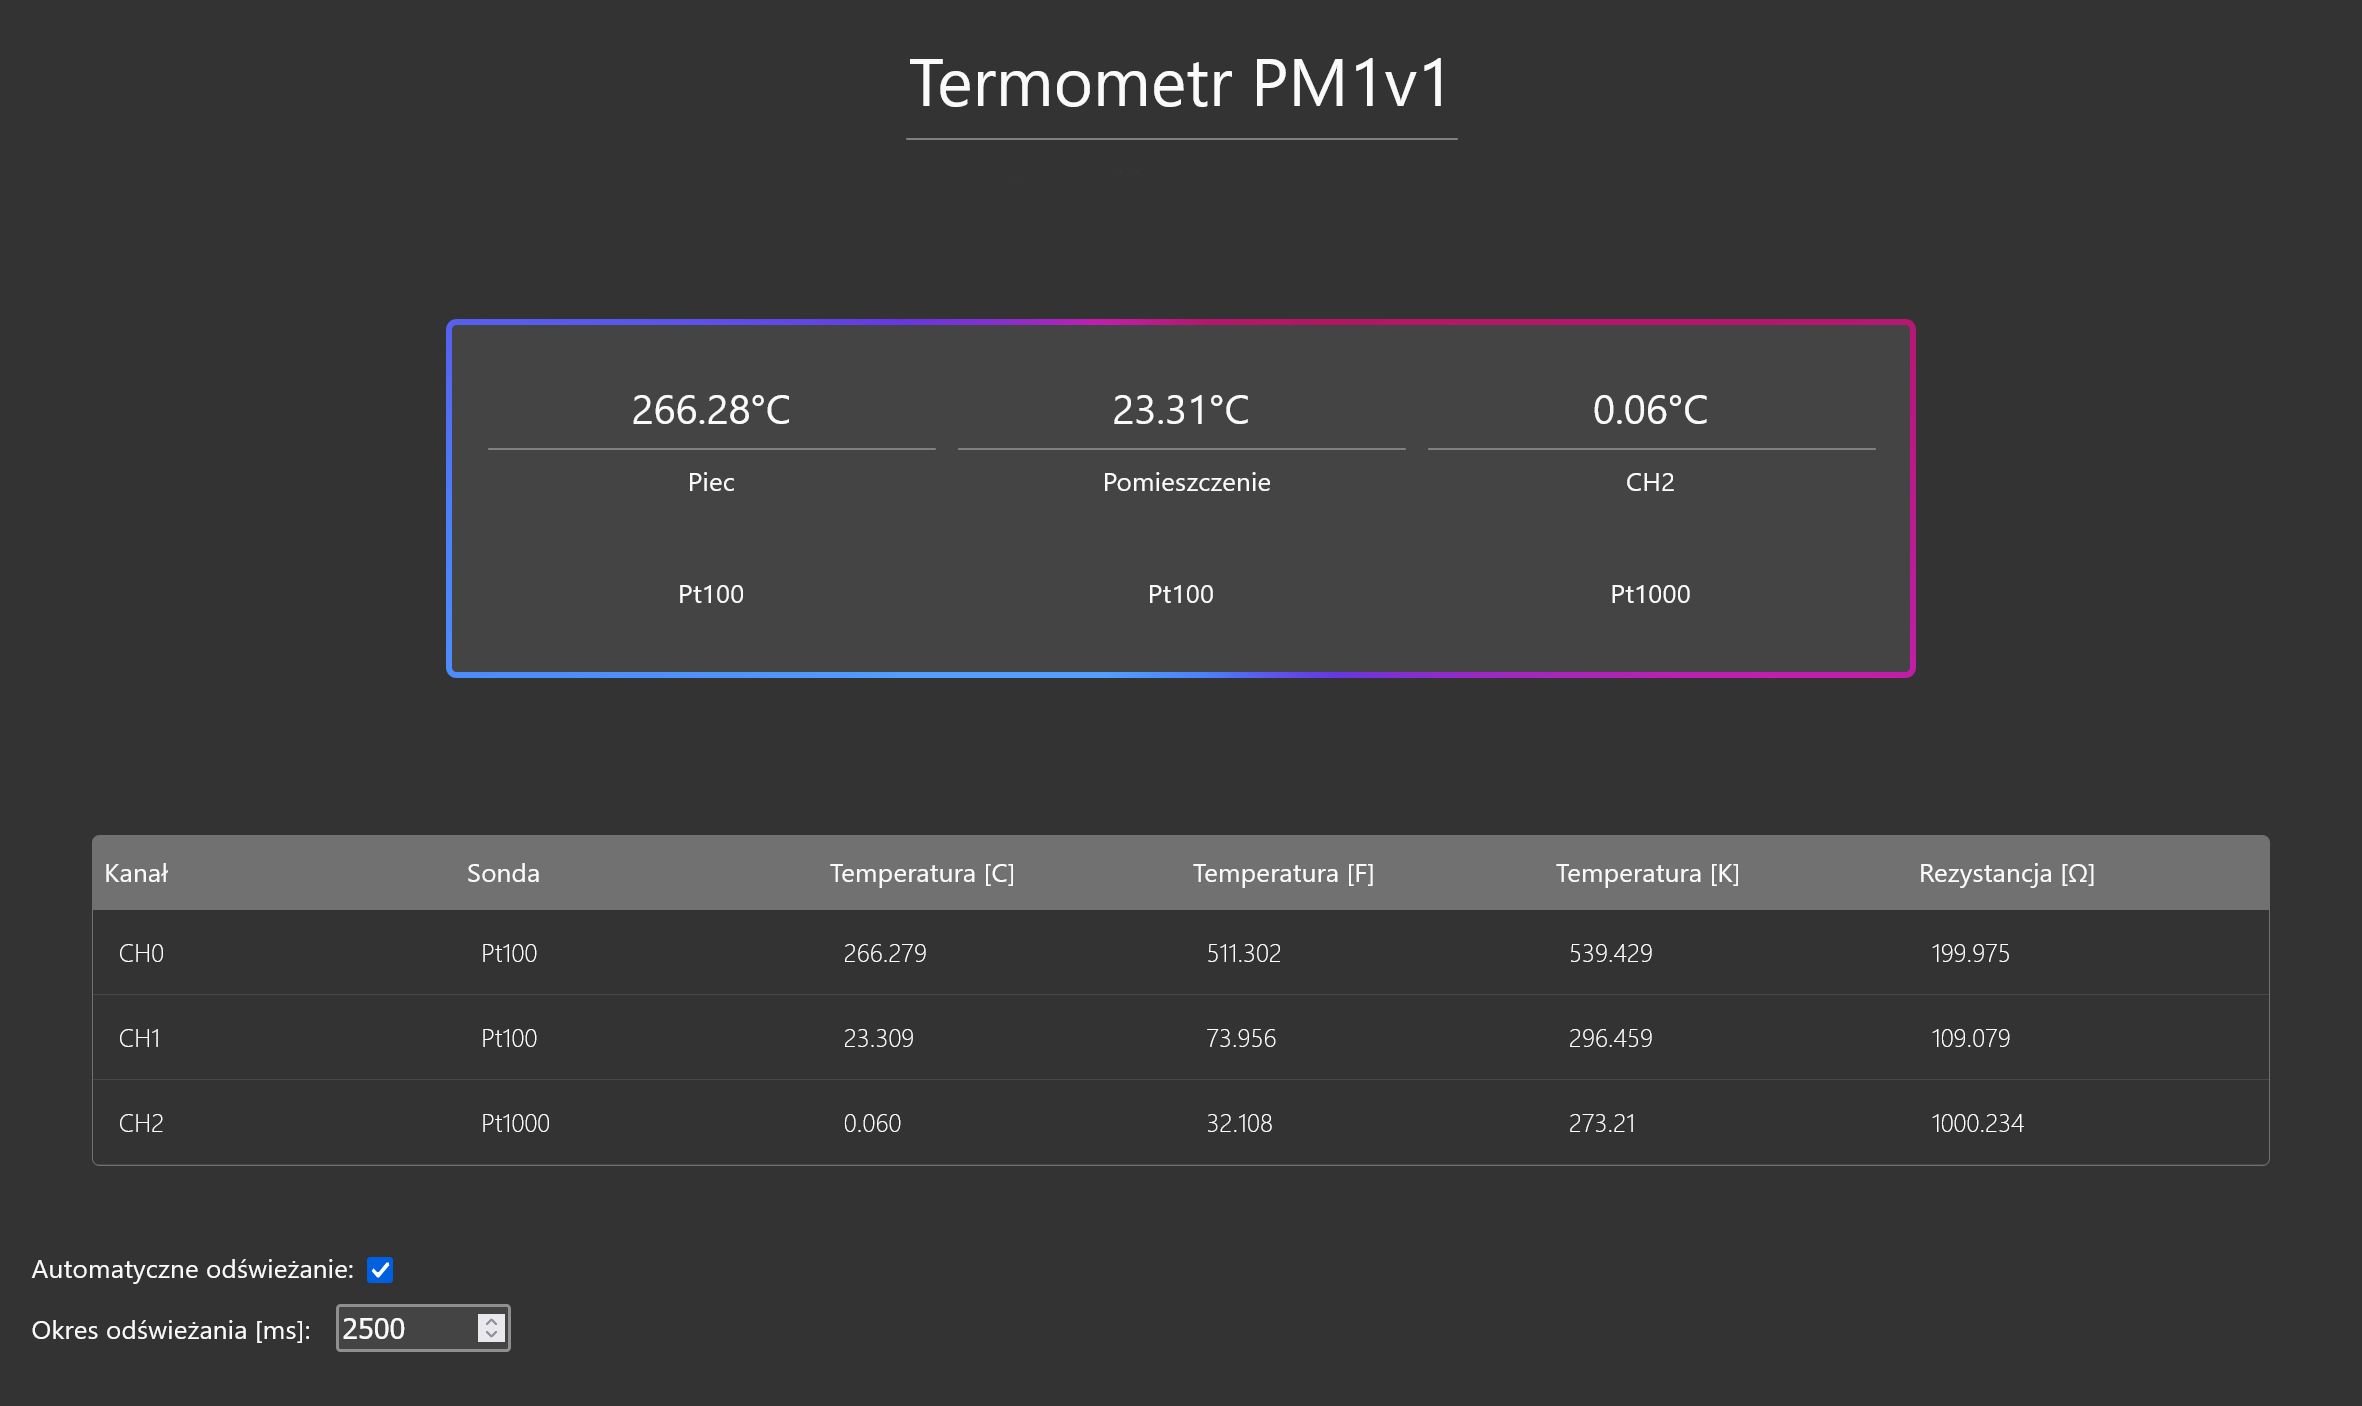 Termometr PM1v1
266.28°C 23.31°C 0.06°C
Piec Pomieszczenie CH2
Pt100 Pt100 Pt1000
Kanał Sonda Temperatura [C] Temperatura [F] Temperatura [K] Rezystancja [Ω]
CH0 Pt100 266.279 511.302 539.429 199.975
CH1 Pt100 23.309 73.956 296.459 109.079
CH2 Pt1000 0.060 32.108 273.21 1000.234
Automatyczne odświeżanie:
Okres odświeżania [ms]: 2500